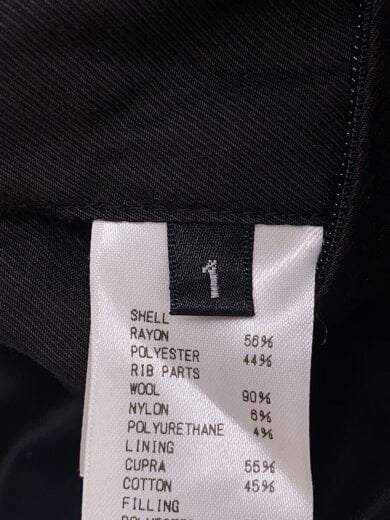 1
SHELL
RAYON 56%
POLYESTER 44%
RIB PARTS
WOOL 90%
NYLON 6%
POLYURETHANE 4%
LINING
CUPRA 55%
COTTON 45%
FILLING